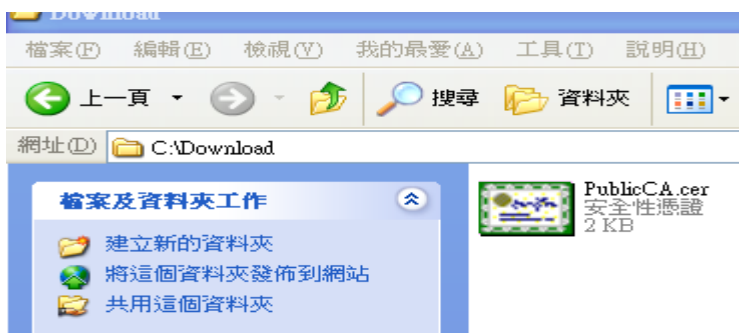 Download
檔案(F) 編輯(E) 檢視(V) 我的最愛(A) 工具(T) 說明(H)
上一頁 搜尋 資料夾
網址(D) C:\Download
檔案及資料夾工作
建立新的資料夾
將這個資料夾發佈到網站
共用這個資料夾
PublicCA.cer
安全性憑證
2 KB